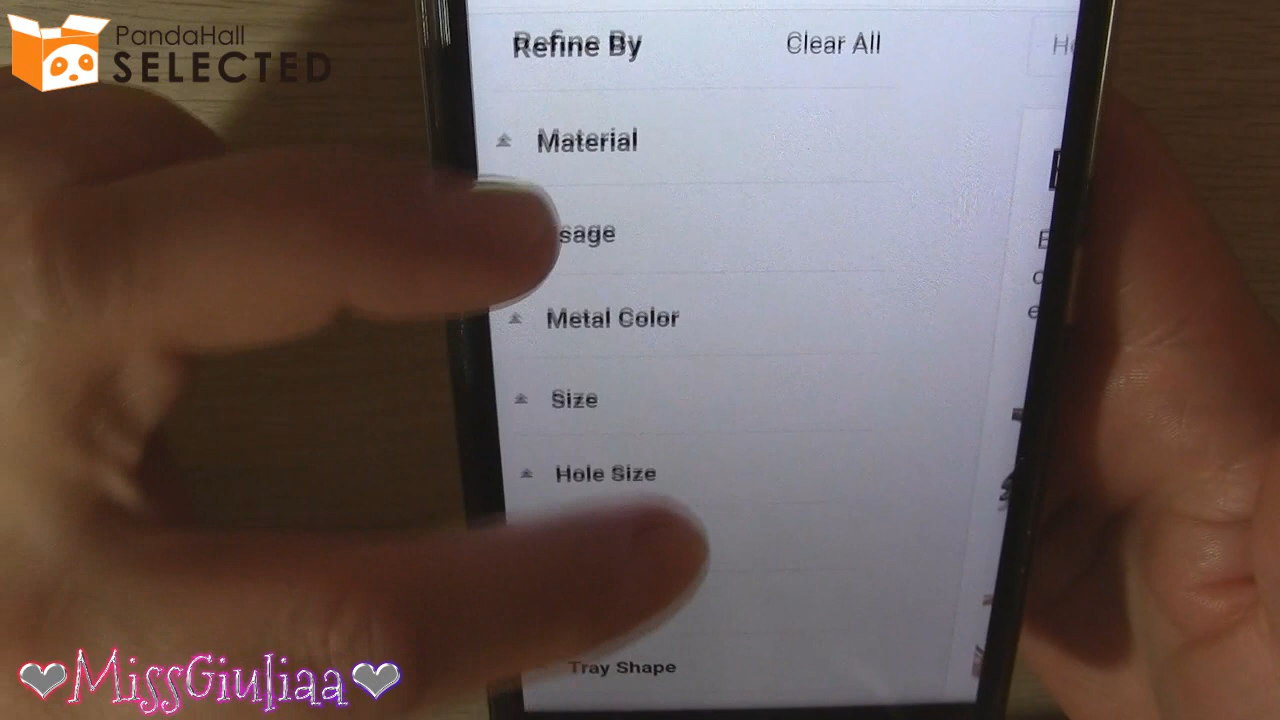 PandaHall
SELECTED
Refine By
Clear All
Material
sage
Metal Color
Size
Hole Size
Tray Shape
MissGiuliaa